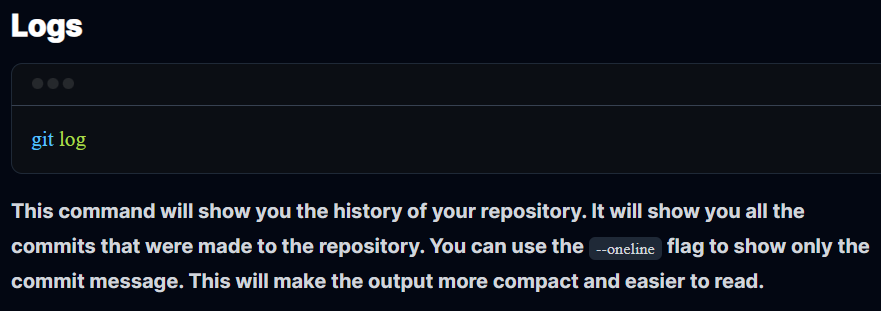 Logs
git log
This command will show you the history of your repository. It will show you all the
commits that were made to the repository. You can use the --oneline flag to show only the
commit message. This will make the output more compact and easier to read.